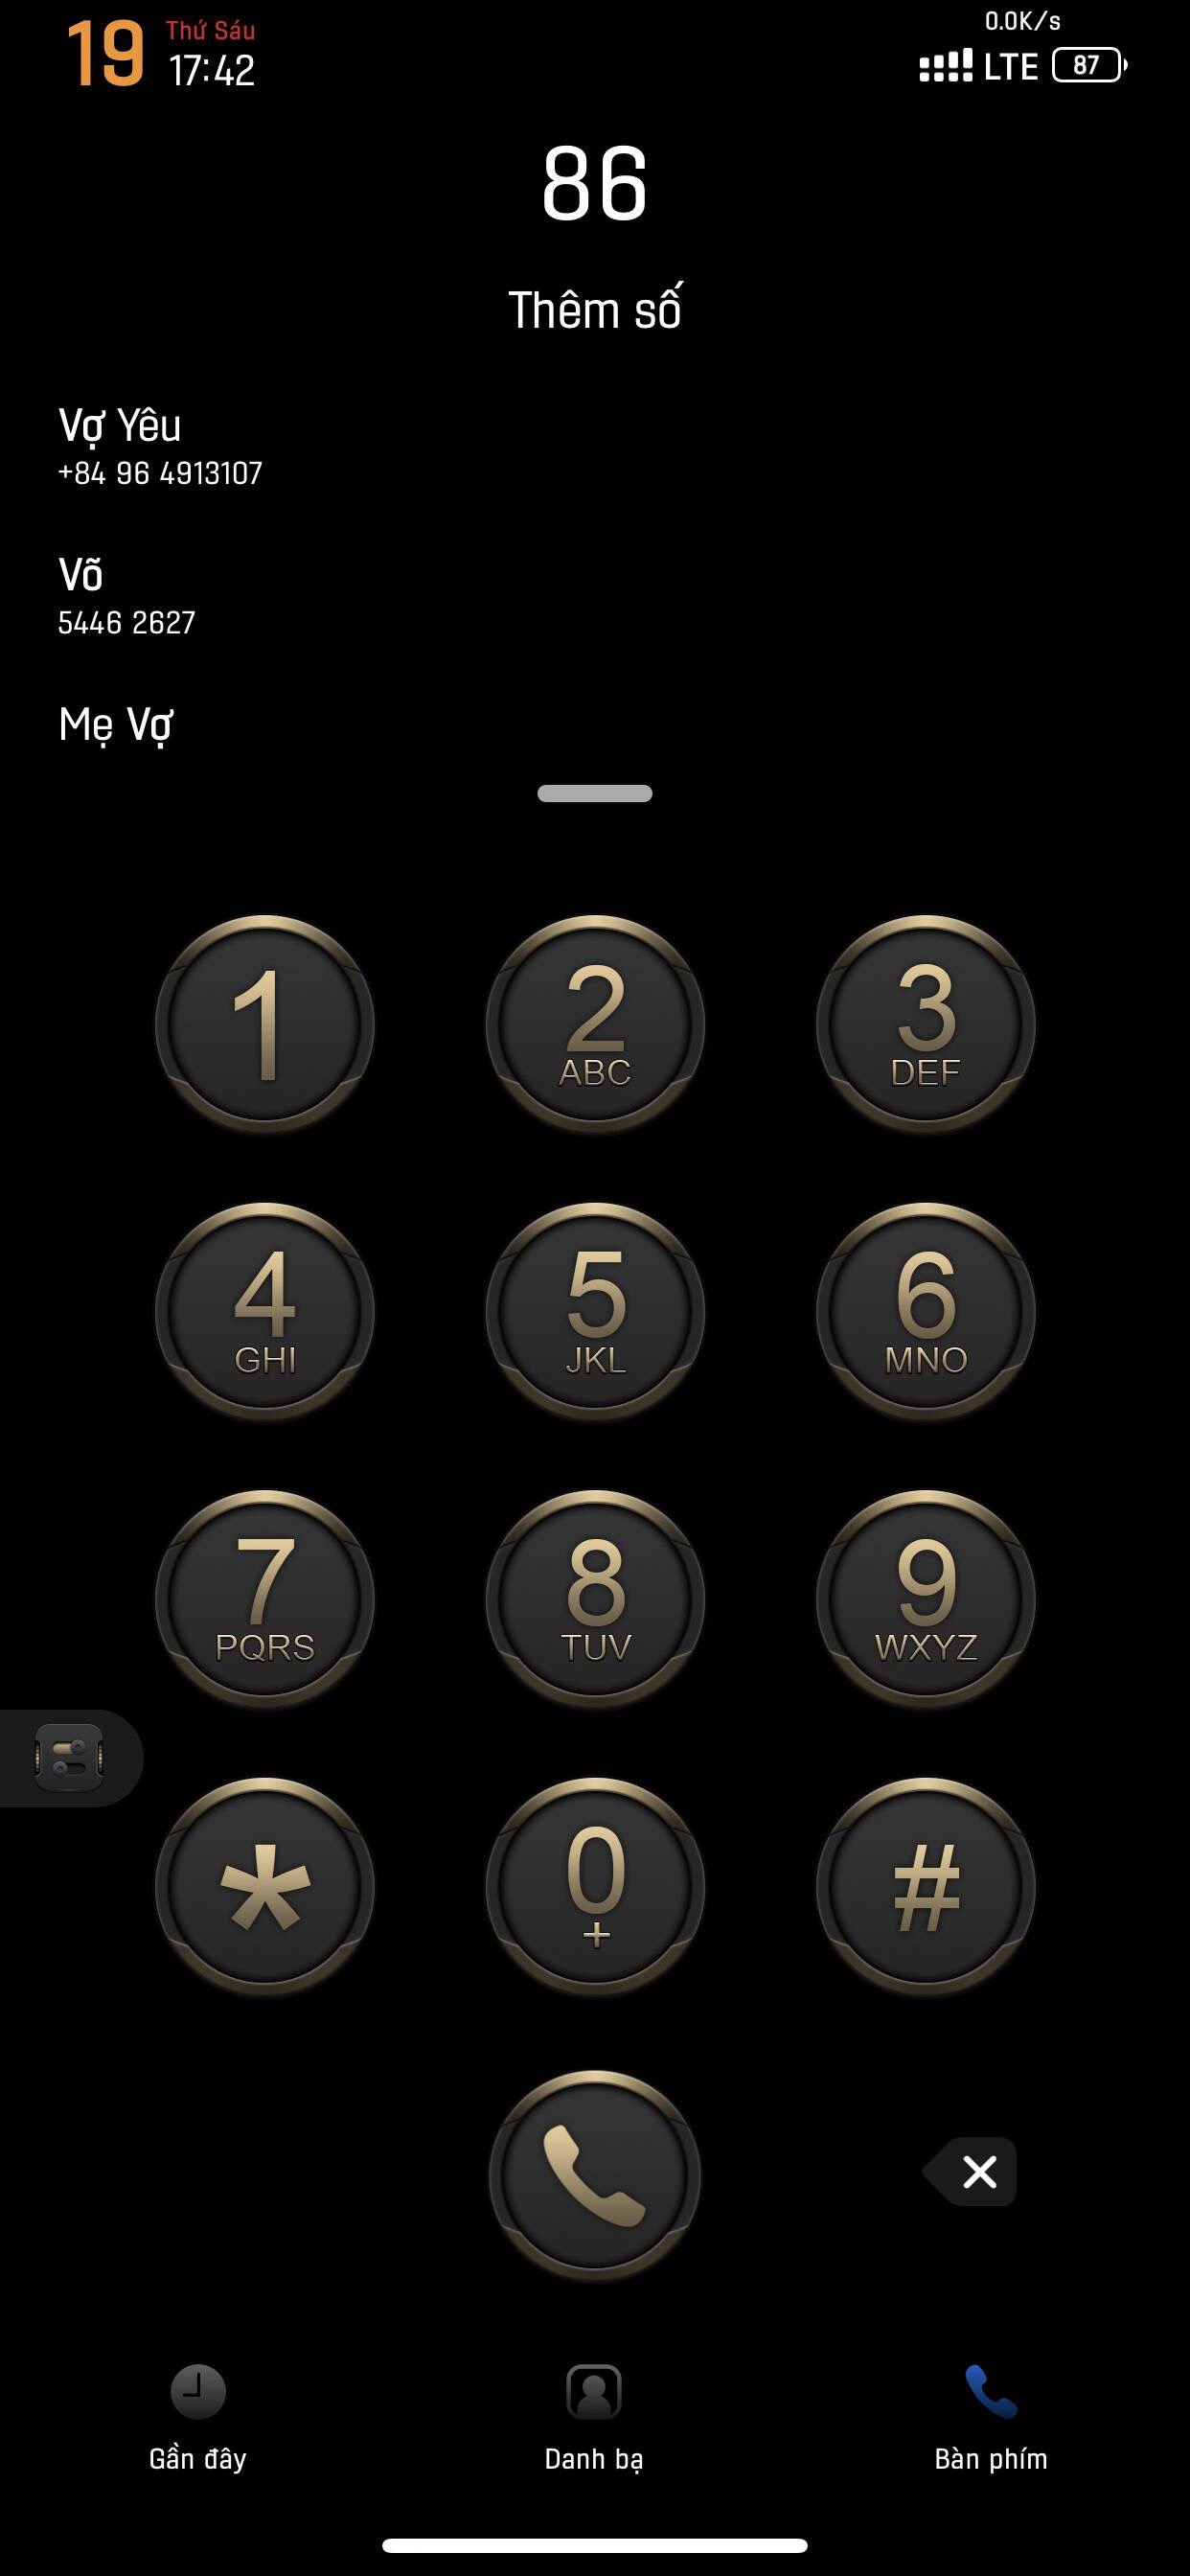 19 Thứ Sáu
17:42
0.0K/s
LTE 87
86
Thêm số
Vợ Yêu
+84 96 4913107
Võ
5446 2627
Mẹ Vợ
1 2 3
ABC DEF
4 5 6
GHI JKL MNO
7 8 9
PQRS TUV WXYZ
* 0 #
+
Gần đây Danh bạ Bàn phím